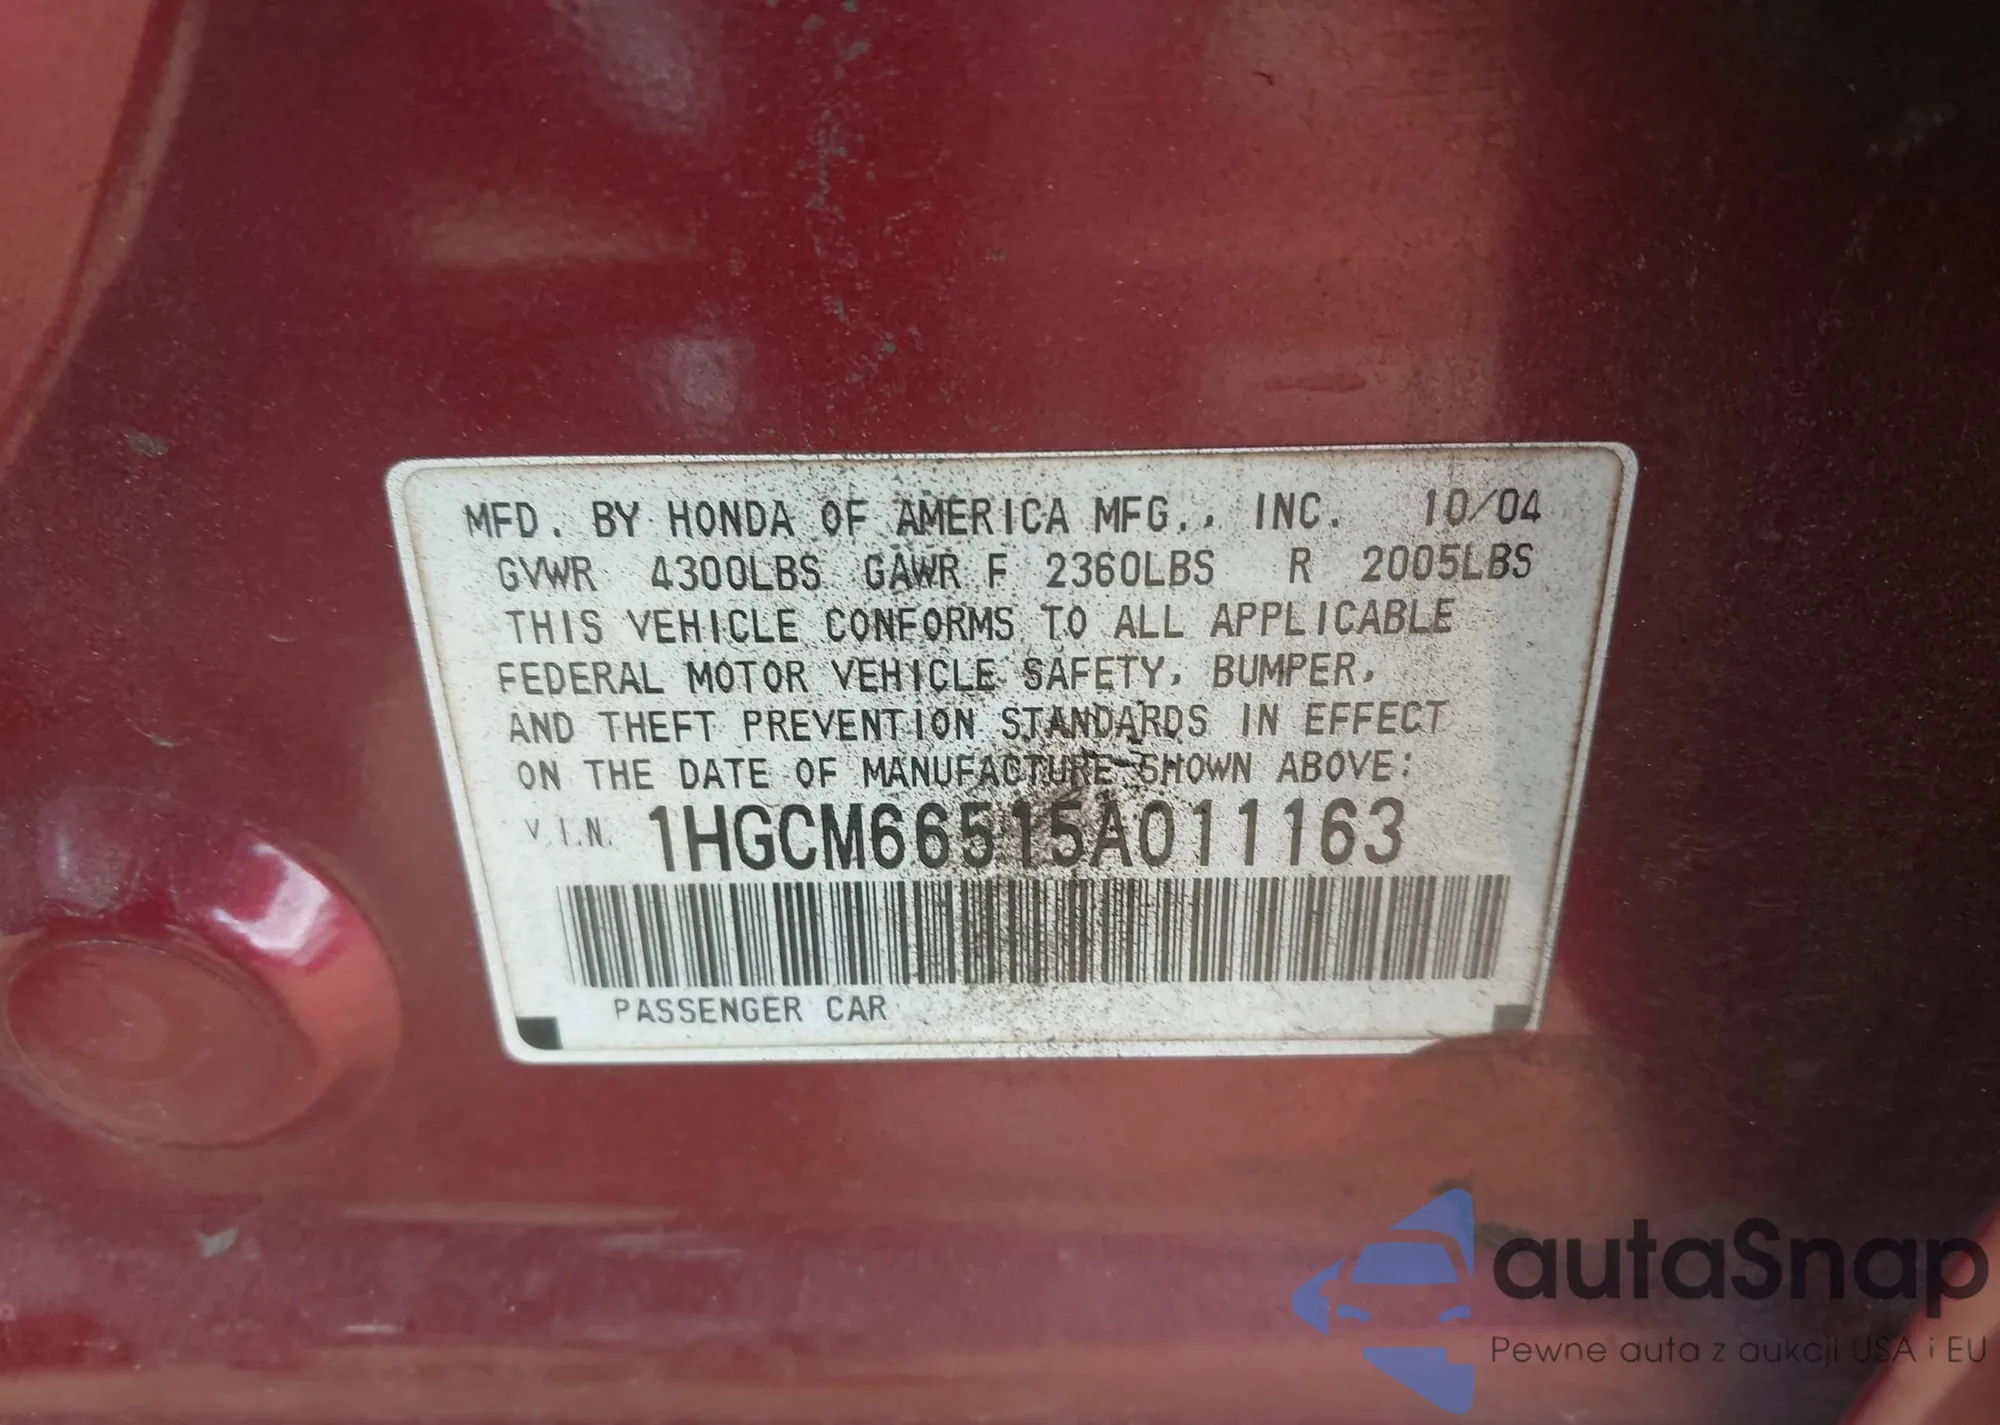 MFD. BY HONDA OF AMERICA MFG., INC. 10/04
GVWR 4300LBS GAWR F 2360LBS R 2005LBS
THIS VEHICLE CONFORMS TO ALL APPLICABLE
FEDERAL MOTOR VEHICLE SAFETY, BUMPER,
AND THEFT PREVENTION STANDARDS IN EFFECT
ON THE DATE OF MANUFACTURE SHOWN ABOVE:
V.I.N. 1HGCM66515A011163
PASSENGER CAR
autaSnap
Pewne auta z aukcji USA i EU